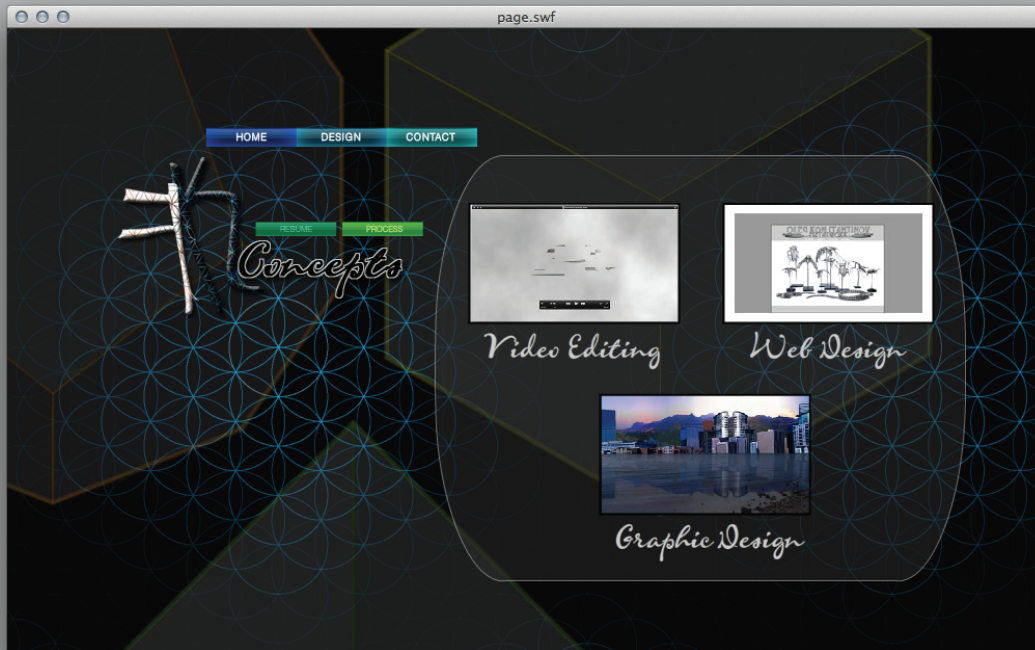 page.swf
HOME DESIGN CONTACT
RESUME PROCESS
Concepts
Video Editing
Web Design
Graphic Design